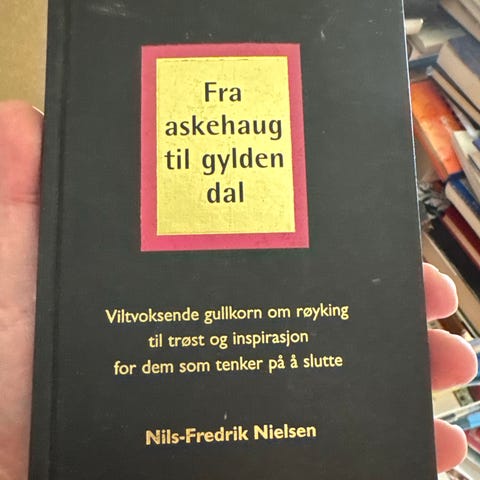 Fra
askehaug
til gylden
dal
Viltvoksende gullkorn om røyking
til trøst og inspirasjon
for dem som tenker på å slutte
Nils-Fredrik Nielsen